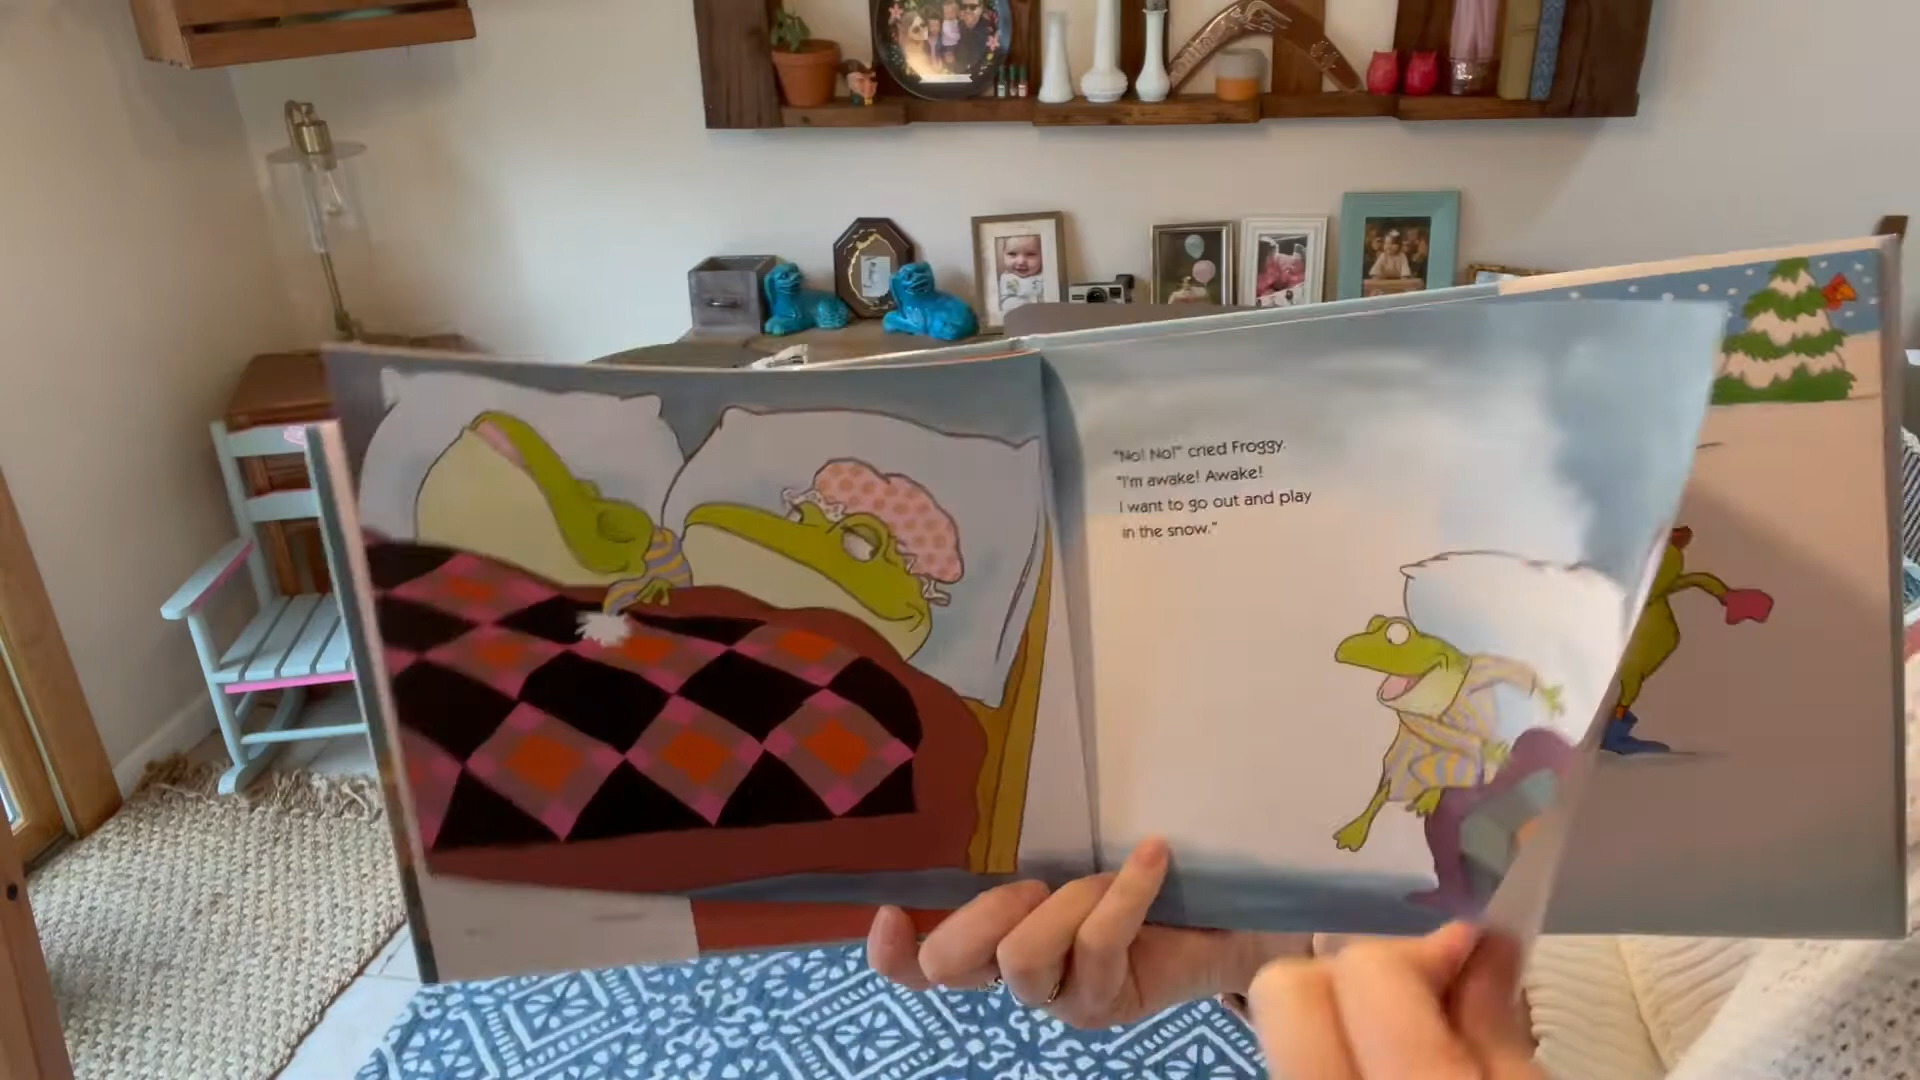 "No! No!" cried Froggy.
"I'm awake! Awake!
I want to go out and play
in the snow."